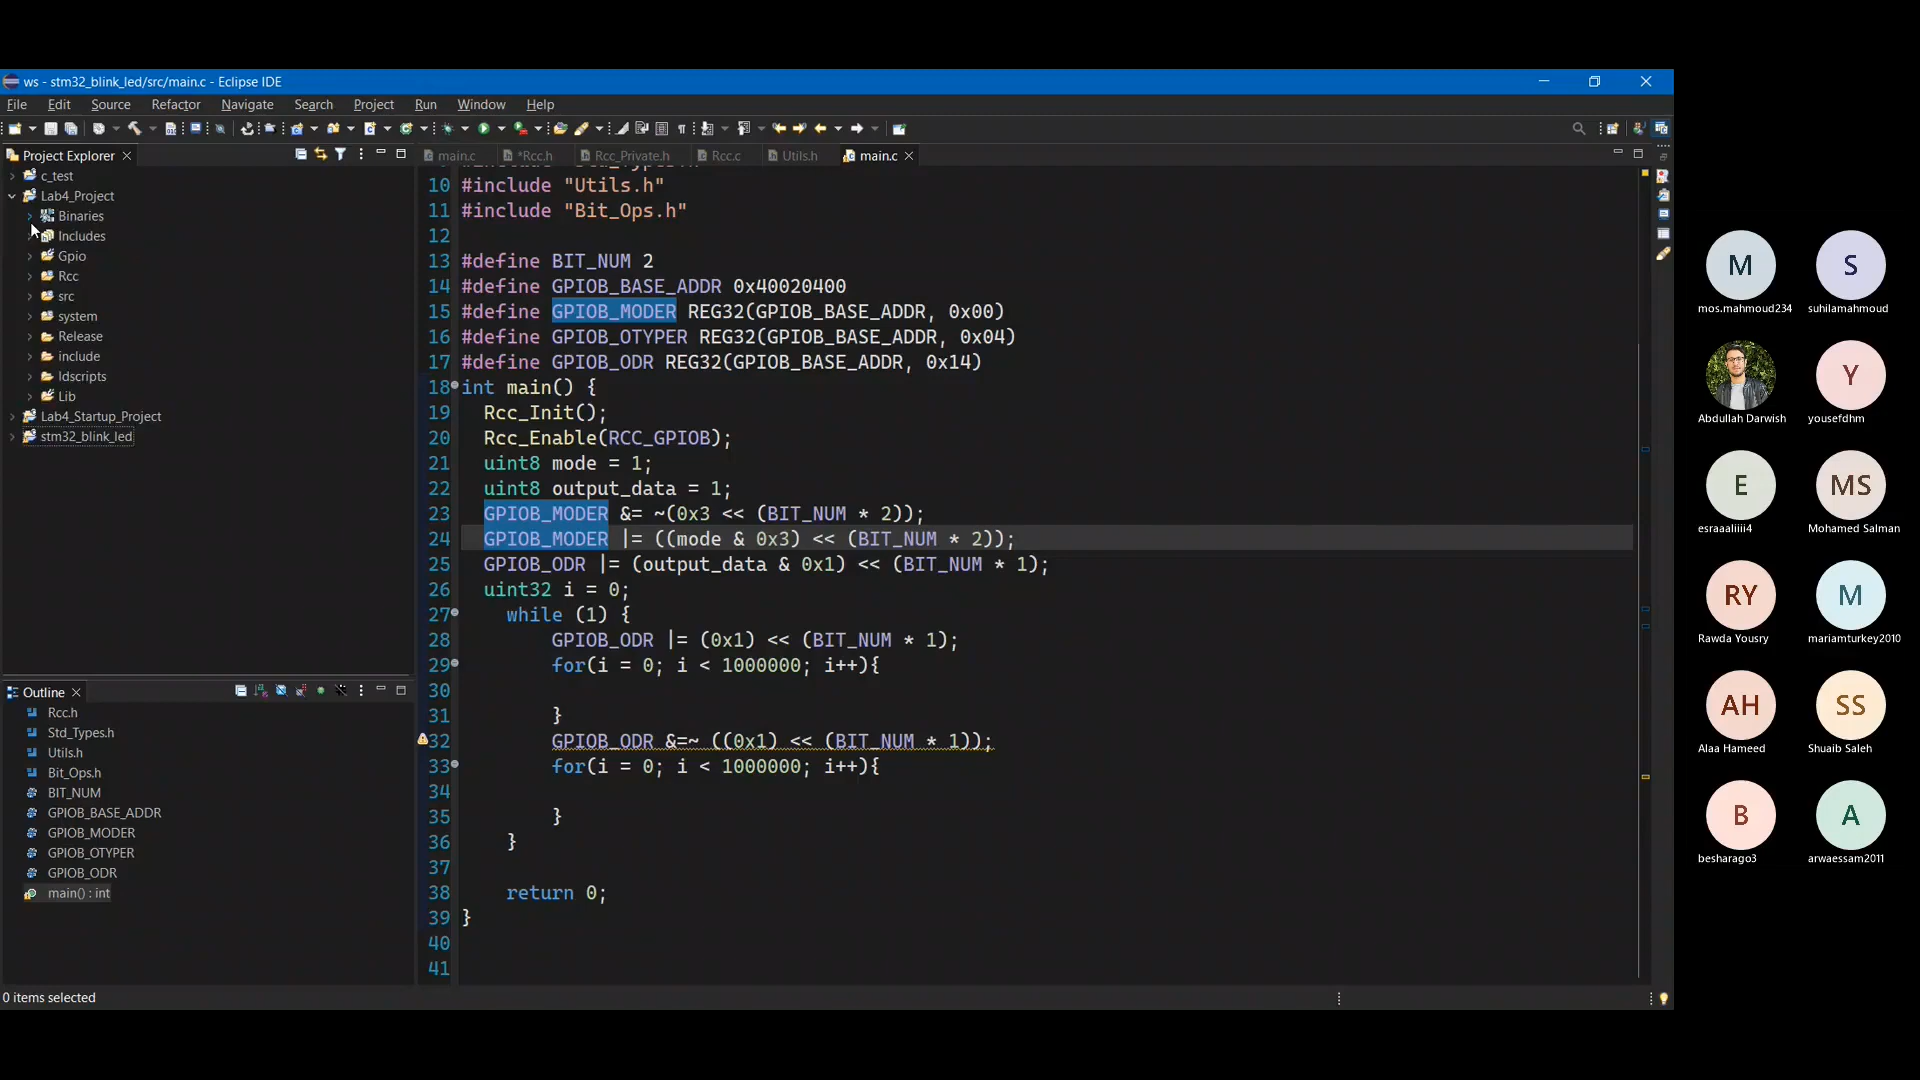 ws - stm32_blink_led/src/main.c - Eclipse IDE
File Edit Source Refactor Navigate Search Project Run Window Help
Project Explorer
c_test
Lab4_Project
Binaries
Includes
Gpio
Rcc
src
system
Release
include
ldscripts
Lib
Lab4_Startup_Project
stm32_blink_led
Outline
Rcc.h
Std_Types.h
Utils.h
Bit_Ops.h
BIT_NUM
GPIOB_BASE_ADDR
GPIOB_MODER
GPIOB_OTYPER
GPIOB_ODR
main() : int
0 items selected
main.c *Rcc.h Rcc_Private.h Rcc.c Utils.h main.c
10 #include "Utils.h"
11 #include "Bit_Ops.h"
12
13 #define BIT_NUM 2
14 #define GPIOB_BASE_ADDR 0x40020400
15 #define GPIOB_MODER REG32(GPIOB_BASE_ADDR, 0x00)
16 #define GPIOB_OTYPER REG32(GPIOB_BASE_ADDR, 0x04)
17 #define GPIOB_ODR REG32(GPIOB_BASE_ADDR, 0x14)
18 int main() {
19 Rcc_Init();
20 Rcc_Enable(RCC_GPIOB);
21 uint8 mode = 1;
22 uint8 output_data = 1;
23 GPIOB_MODER &= ~(0x3 << (BIT_NUM * 2));
24 GPIOB_MODER |= ((mode & 0x3) << (BIT_NUM * 2));
25 GPIOB_ODR |= (output_data & 0x1) << (BIT_NUM * 1);
26 uint32 i = 0;
27 while (1) {
28 GPIOB_ODR |= (0x1) << (BIT_NUM * 1);
29 for(i = 0; i < 1000000; i++){
30
31 }
32 GPIOB_ODR &=~ ((0x1) << (BIT_NUM * 1));
33 for(i = 0; i < 1000000; i++){
34
35 }
36 }
37
38 return 0;
39 }
40
41
M S
mos.mahmoud234 suhilamahmoud
Y
Abdullah Darwish yousefdhm
E MS
esraaaliiii4 Mohamed Salman
RY M
Rawda Yousry mariamturkey2010
AH SS
Alaa Hameed Shuaib Saleh
B A
besharago3 arwaessam2011